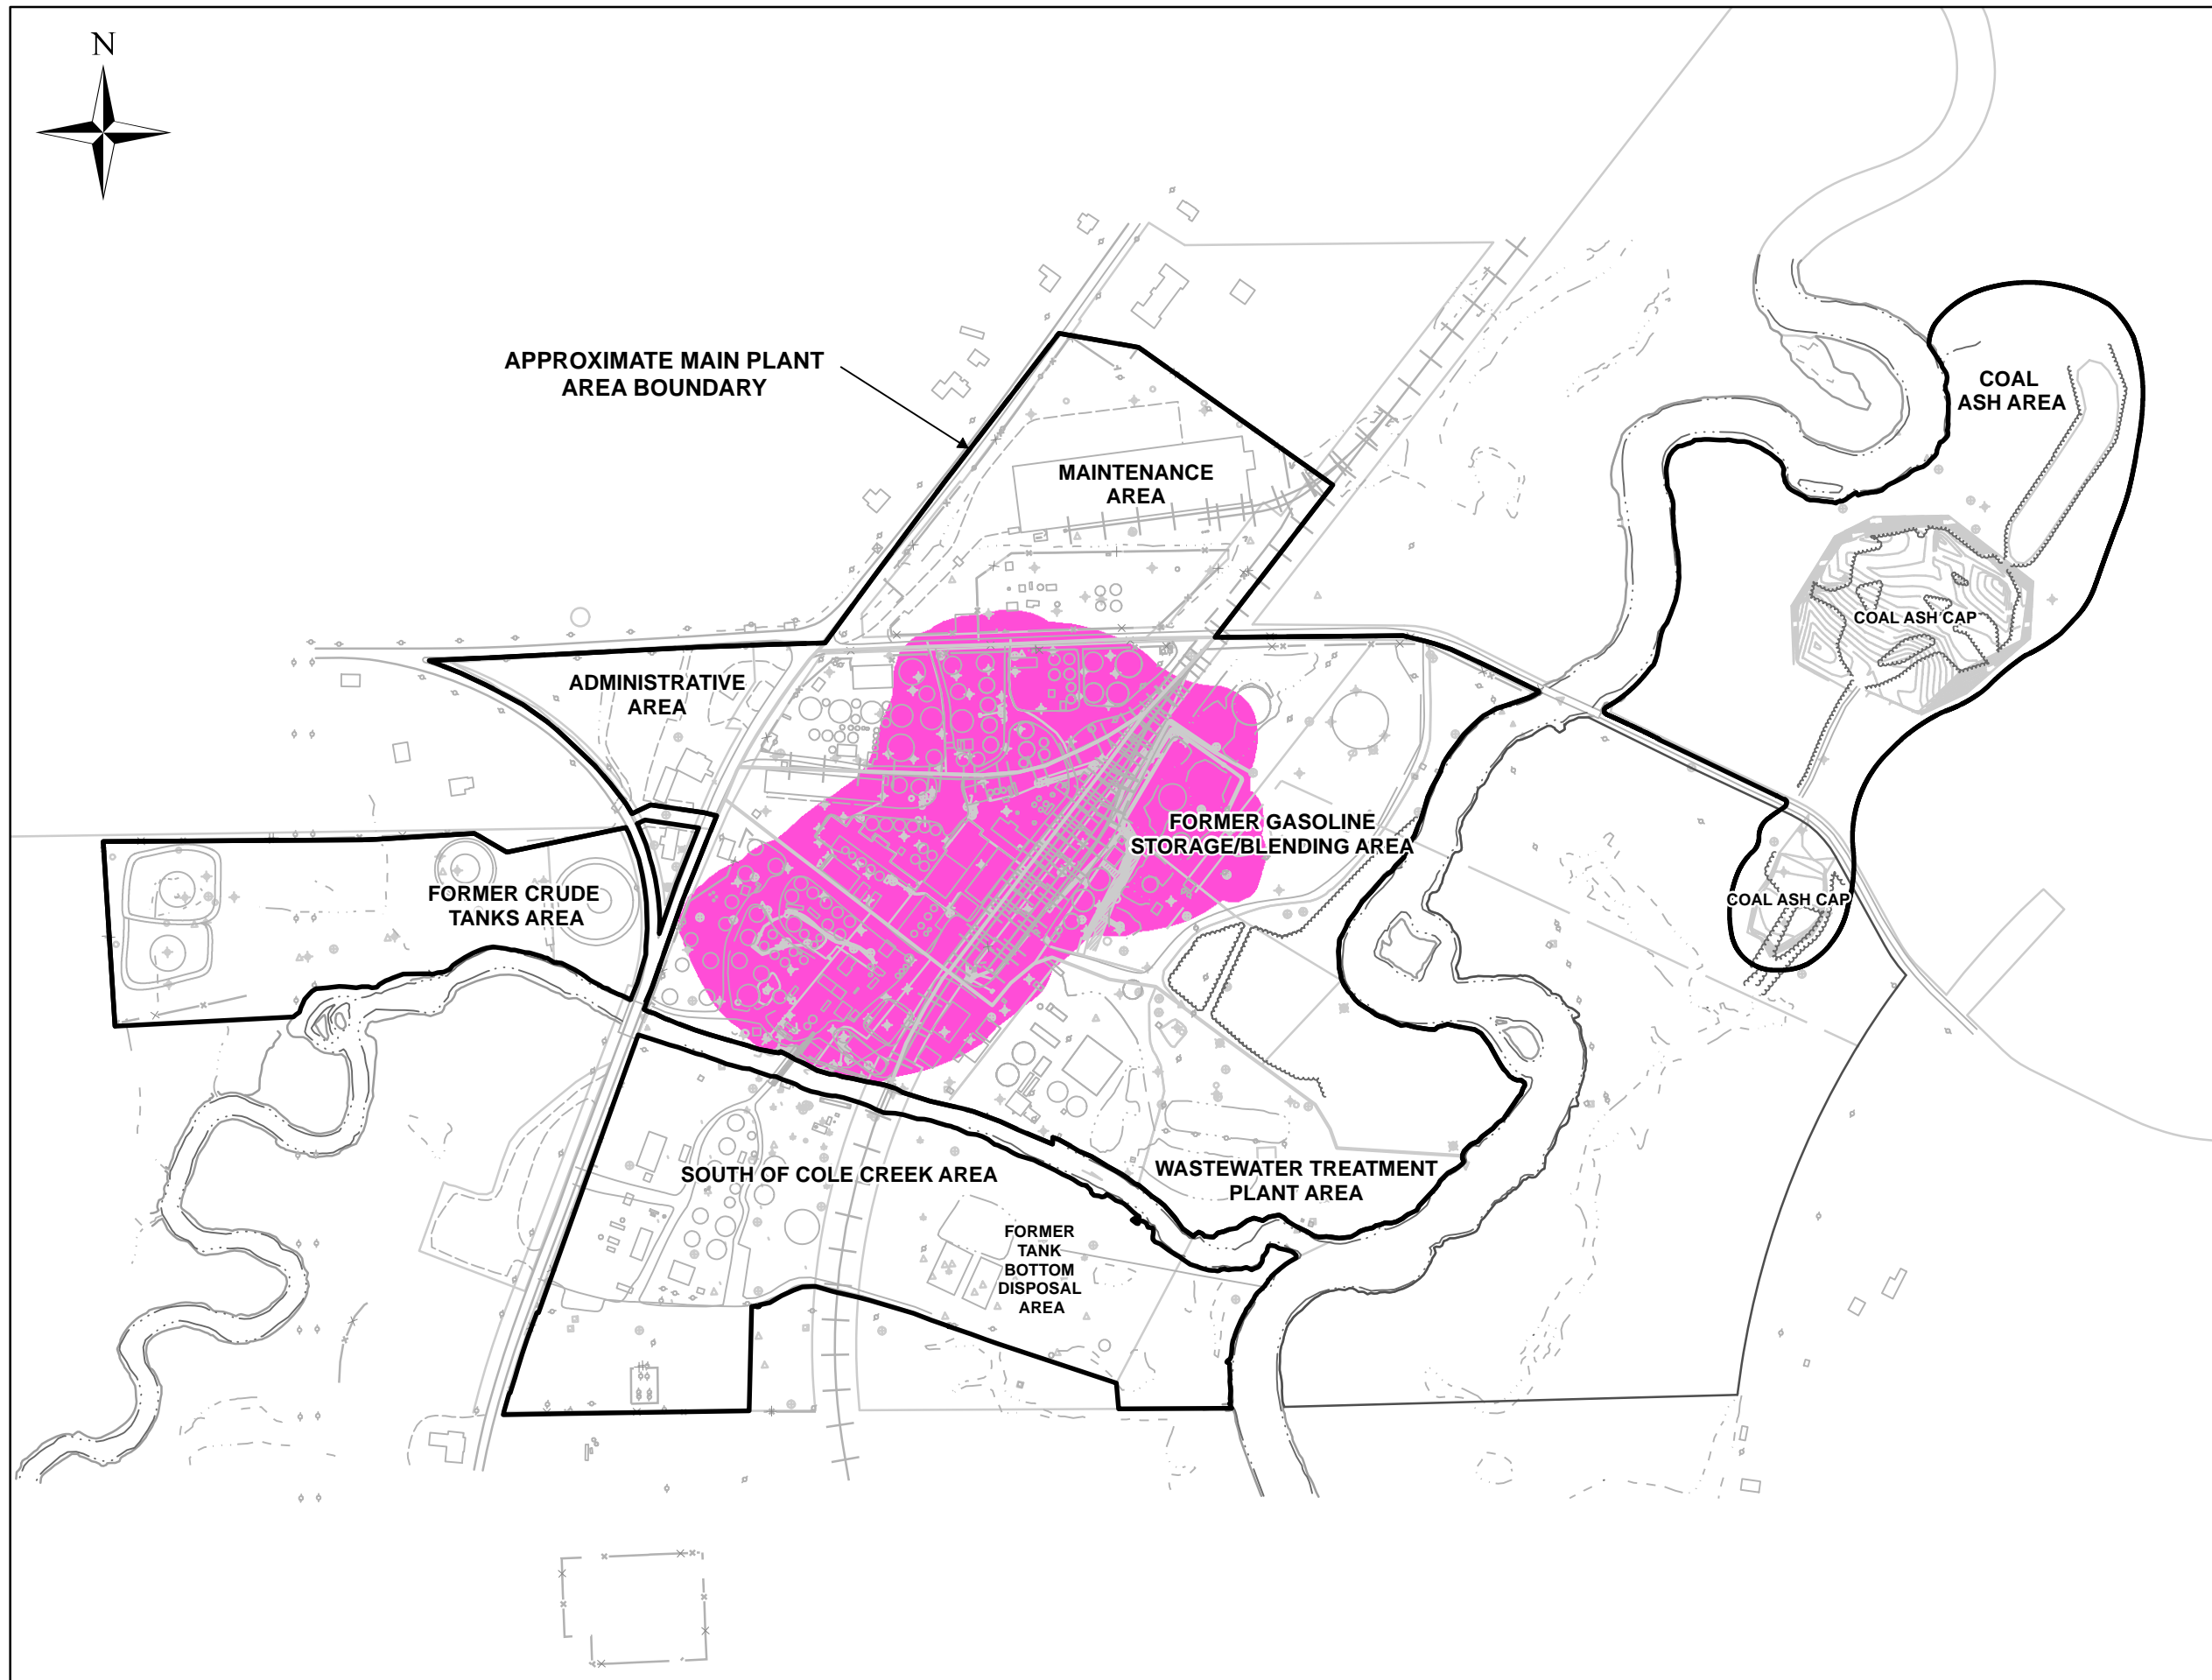 N
APPROXIMATE MAIN PLANT
AREA BOUNDARY
COAL
ASH AREA
MAINTENANCE
AREA
COAL ASH CAP
ADMINISTRATIVE
AREA
FORMER GASOLINE
STORAGE/BLENDING AREA
FORMER CRUDE
TANKS AREA
COAL ASH CAP
SOUTH OF COLE CREEK AREA
WASTEWATER TREATMENT
PLANT AREA
FORMER
TANK
BOTTOM
DISPOSAL
AREA